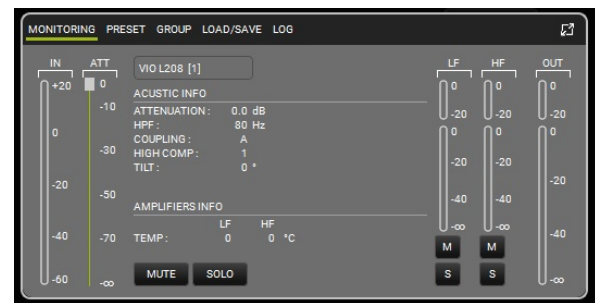 MONITORING PRESET GROUP LOAD/SAVE LOG
IN ATT
+20
0
-20
-40
-60
0
-10
-30
-50
-70
-∞
VIO L208 [1]
ACUSTIC INFO
ATTENUATION : 0.0 dB
HPF : 80 Hz
COUPLING : A
HIGH COMP : 1
TILT : 0 °
AMPLIFIERS INFO
LF HF
TEMP : 0 0 °C
MUTE SOLO
LF HF OUT
0 0 0
-20 -20 -20
0 0 0
-20 -20 -20
-40 -40 -40
-∞ -∞ -∞
M M
S S